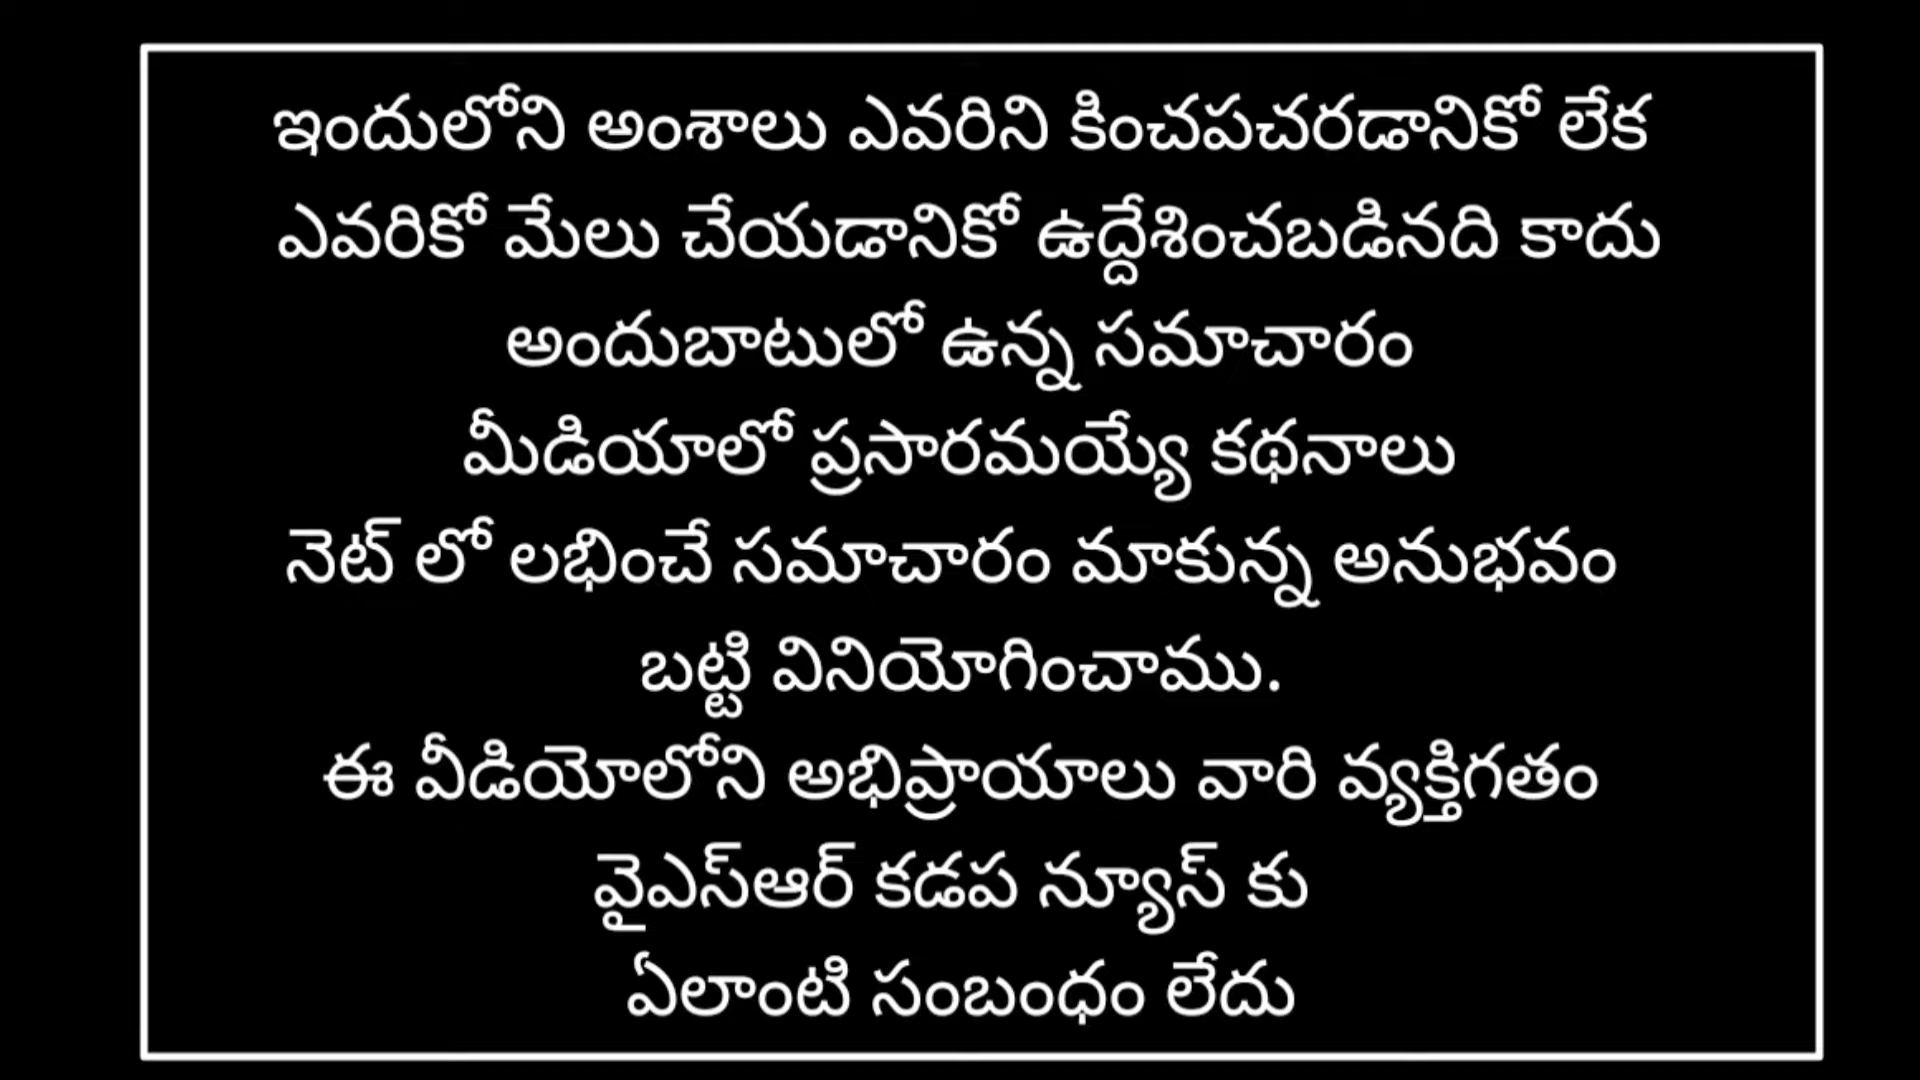 ఇందులోని అంశాలు ఎవరిని కించపచరడానికో లేక
ఎవరికో మేలు చేయడానికో ఉద్దేశించబడినది కాదు
అందుబాటులో ఉన్న సమాచారం
మీడియాలో ప్రసారమయ్యే కథనాలు
నెట్ లో లభించే సమాచారం మాకున్న అనుభవం
బట్టి వినియోగించాము.
ఈ వీడియోలోని అభిప్రాయాలు వారి వ్యక్తిగతం
వైఎస్ఆర్ కడప న్యూస్ కు
ఏలాంటి సంబంధం లేదు